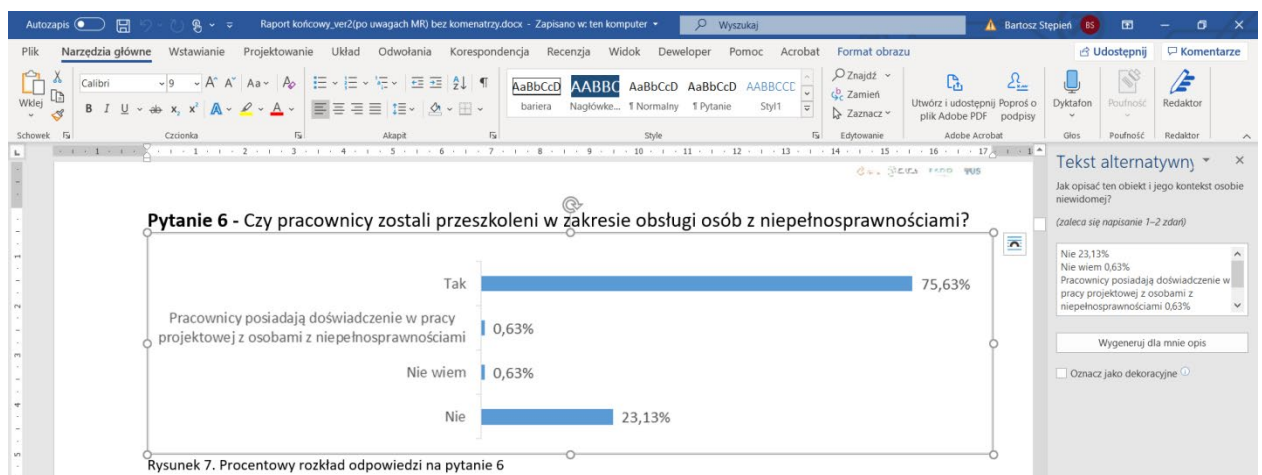 Autozapis
Raport końcowy_ver2(po uwagach MR) bez komenatrzy.docx - Zapisano w: ten komputer
Wyszukaj
Bartosz Stępień BS
Plik Narzędzia główne Wstawianie Projektowanie Układ Odwołania Korespondencja Recenzja Widok Deweloper Pomoc Acrobat Format obrazu
Udostępnij Komentarze
Wklej
Calibri 9
AaBbCcD AABBC AaBbCcD AaBbCcD AABBCCE
bariera Nagłówke... ¶ Normalny ¶ Pytanie Styl1
Znajdź
Zamień
Zaznacz
Utwórz i udostępnij plik Adobe PDF
Poproś o podpisy
Dyktafon
Poufność
Redaktor
Schowek Czcionka Akapit Style Edytowanie Adobe Acrobat Głos Poufność Redaktor
Pytanie 6 - Czy pracownicy zostali przeszkoleni w zakresie obsługi osób z niepełnosprawnościami?
Tak 75,63%
Pracownicy posiadają doświadczenie w pracy
projektowej z osobami z niepełnosprawnościami 0,63%
Nie wiem 0,63%
Nie 23,13%
Rysunek 7. Procentowy rozkład odpowiedzi na pytanie 6
Tekst alternatywny
Jak opisać ten obiekt i jego kontekst osobie
niewidomej?
(zaleca się napisanie 1–2 zdań)
Nie 23,13%
Nie wiem 0,63%
Pracownicy posiadają doświadczenie w
pracy projektowej z osobami z
niepełnosprawnościami 0,63%
Wygeneruj dla mnie opis
Oznacz jako dekoracyjne